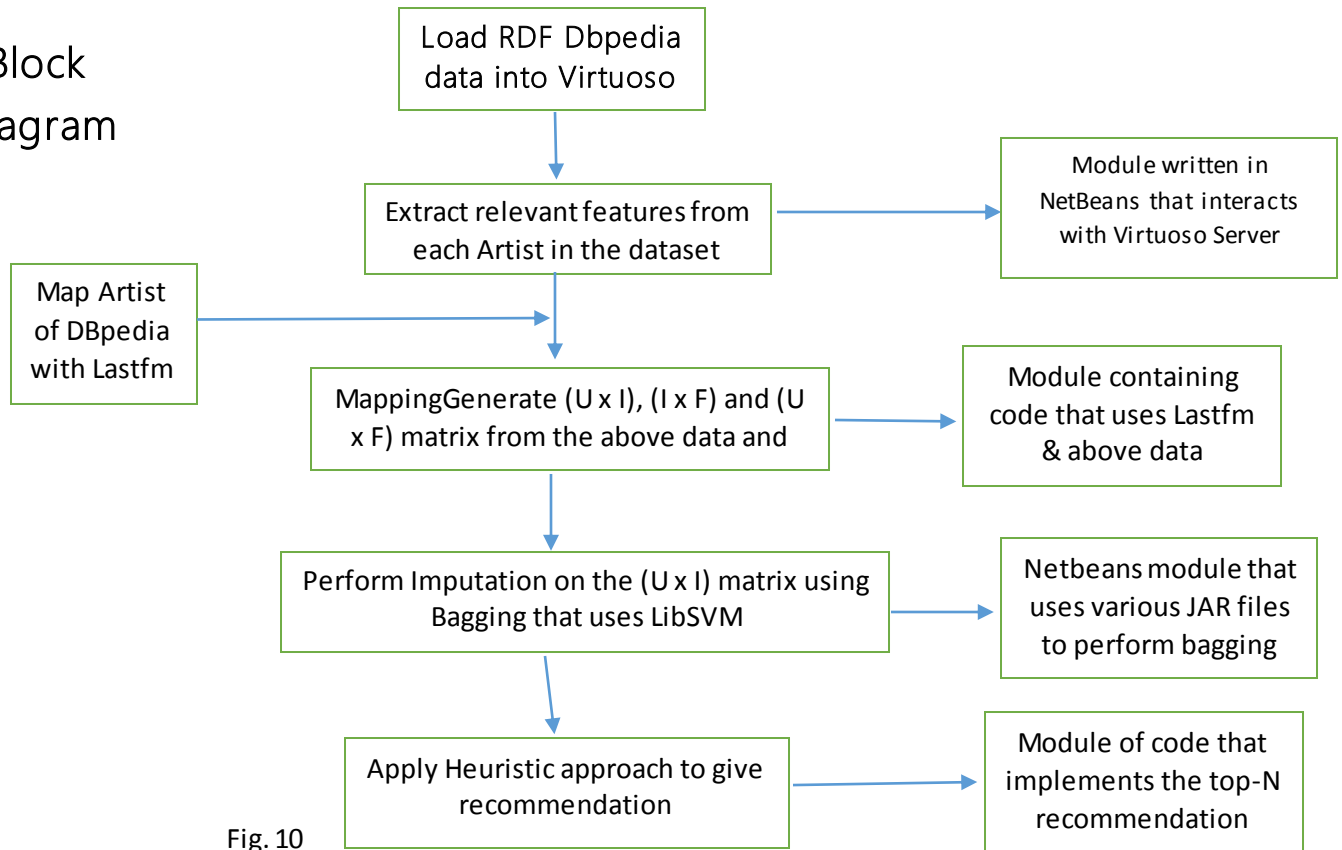 Block
agram
Load RDF Dbpedia
data into Virtuoso
Extract relevant features from
each Artist in the dataset
Module written in
NetBeans that interacts
with Virtuoso Server
Map Artist
of DBpedia
with Lastfm
MappingGenerate (U x I), (I x F) and (U
x F) matrix from the above data and
Module containing
code that uses Lastfm
& above data
Perform Imputation on the (U x I) matrix using
Bagging that uses LibSVM
Netbeans module that
uses various JAR files
to perform bagging
Apply Heuristic approach to give
recommendation
Module of code that
implements the top-N
recommendation
Fig. 10